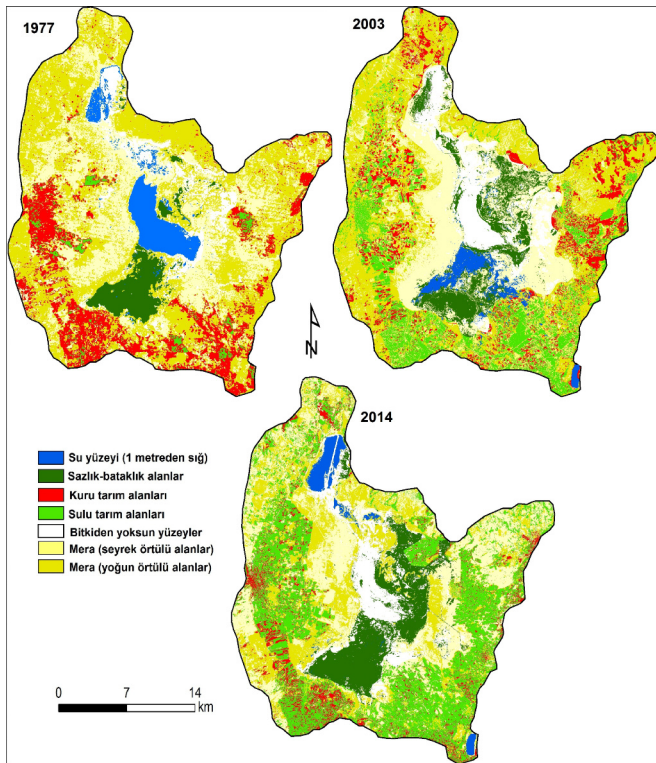 1977
2003
N
2014
Su yüzeyi (1 metreden sığ)
Sazlık-bataklık alanlar
Kuru tarım alanları
Sulu tarım alanları
Bitkiden yoksun yüzeyler
Mera (seyrek örtülü alanlar)
Mera (yoğun örtülü alanlar)
0 7 14
km